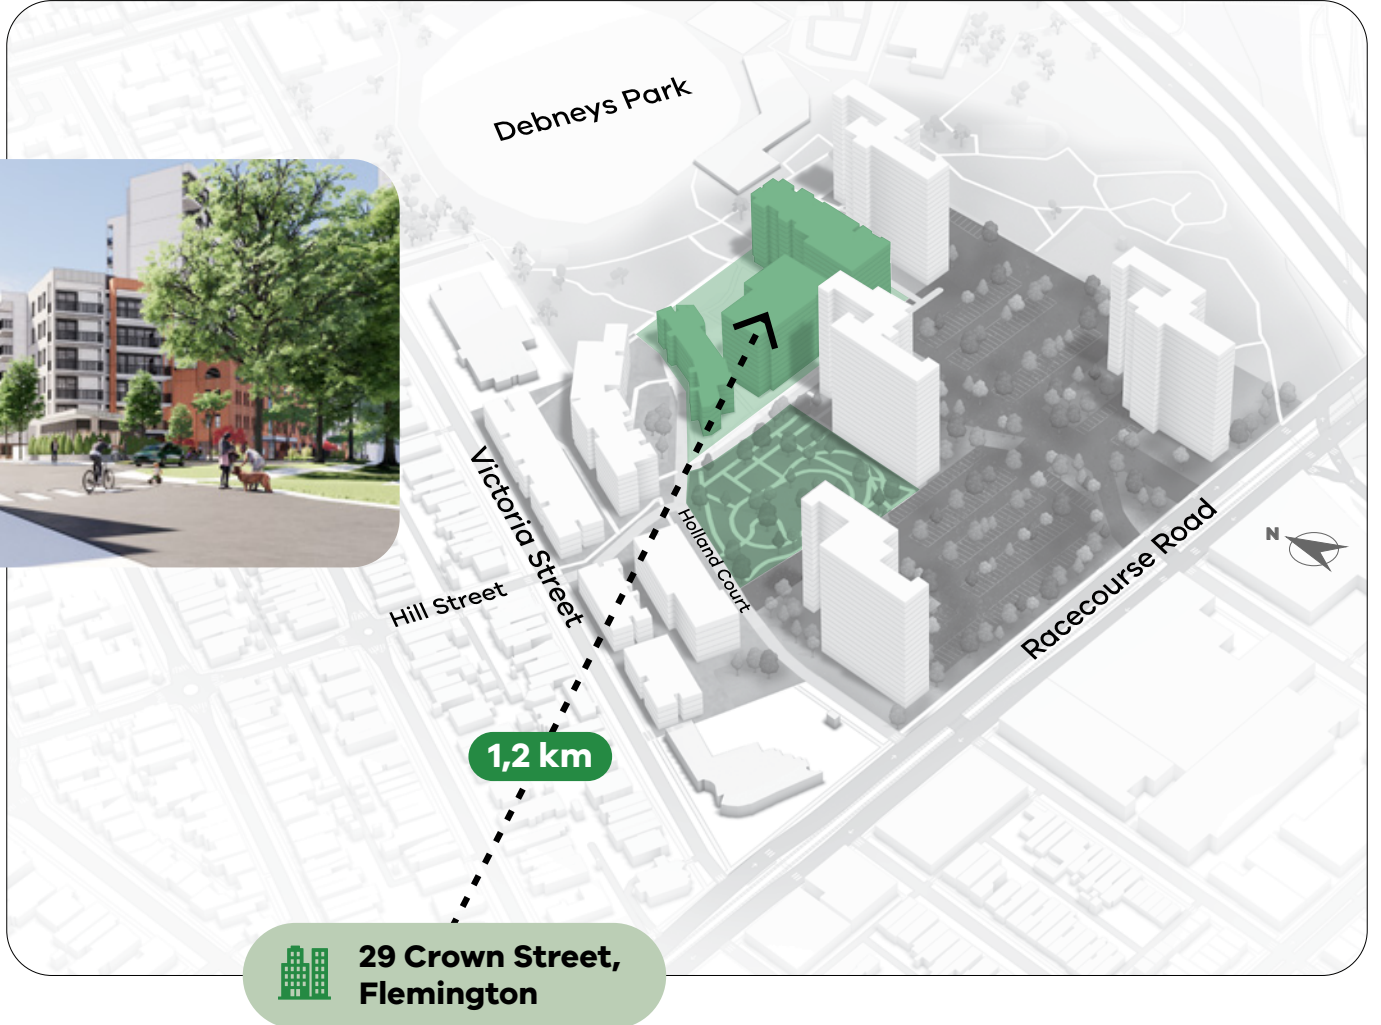 Debneys Park
Victoria Street
Holland Court
Hill Street
Racecourse Road
N
1,2 km
29 Crown Street,
Flemington